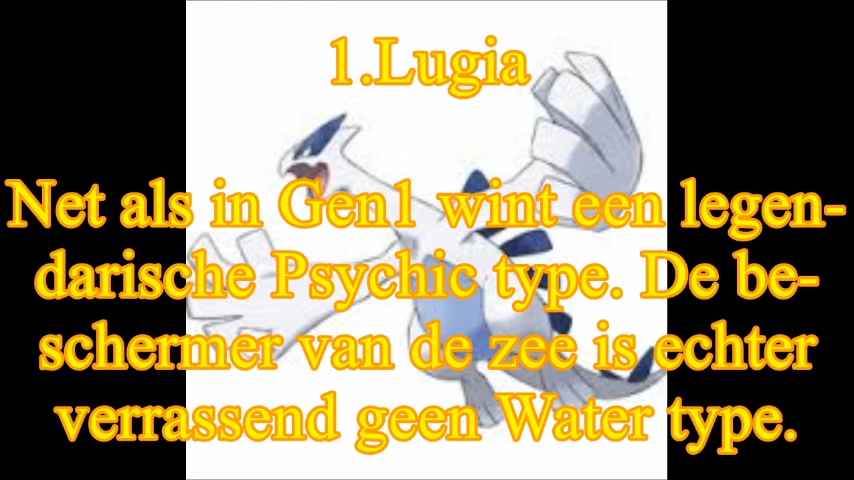 1.Lugia
Net als in Gen1 wint een legen-
darische Psychic type. De be-
schermer van de zee is echter
verrassend geen Water type.